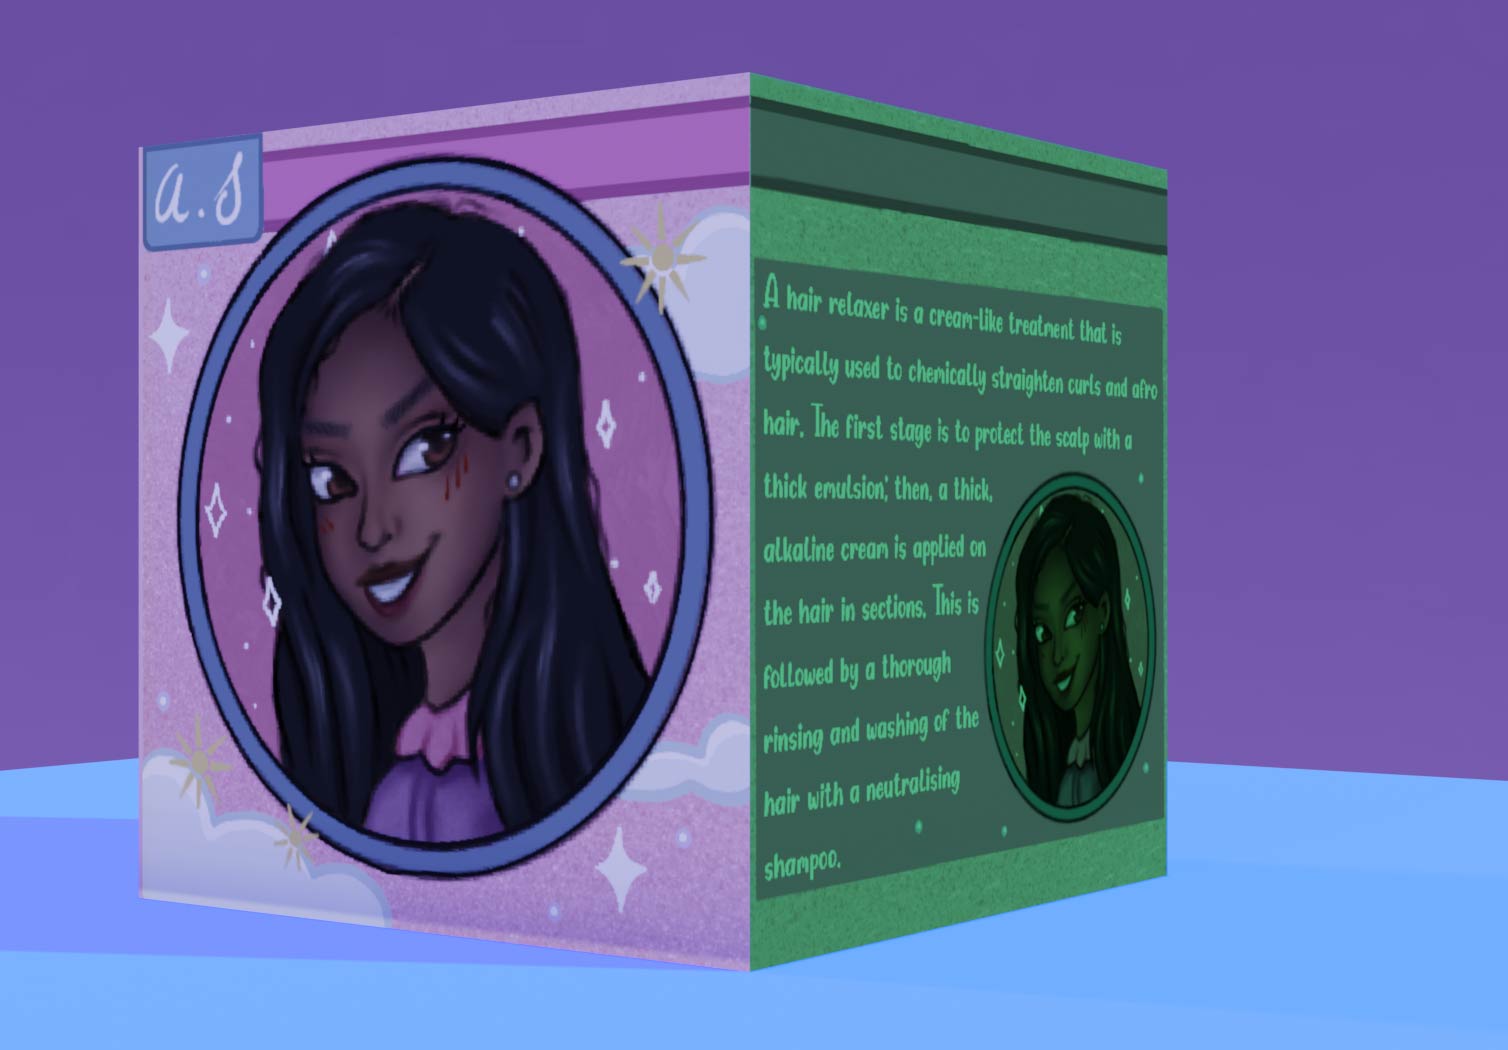 a.s
A hair relaxer is a cream-like treatment that is
typically used to chemically straighten curls and afro
hair. The first stage is to protect the scalp with a
thick emulsion; then, a thick,
alkaline cream is applied on
the hair in sections. This is
followed by a thorough
rinsing and washing of the
hair with a neutralising
shampoo.